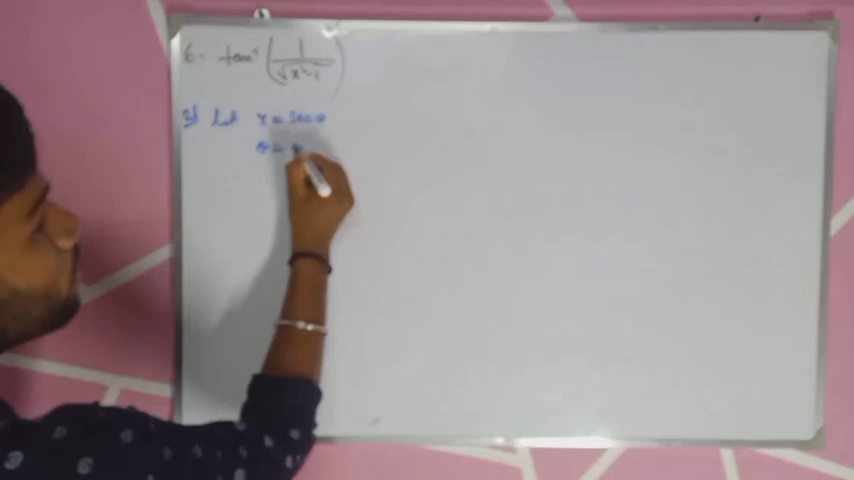 6. tan⁻¹ (1/√x²-1)
Sol Let x = Sec θ
θ =